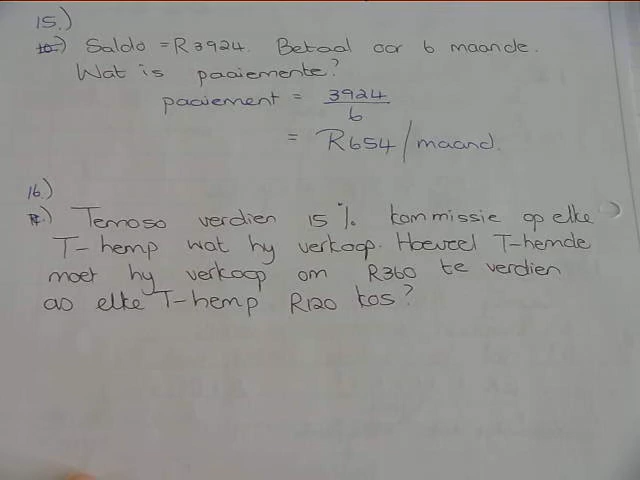 15.)
10.) Saldo = R3924. Betaal oor 6 maande.
Wat is paaiemente?
paaiement = 3924
6
= R654/maand.
16.)
Temoso verdien 15% kommissie op elke
T-hemp wat hy verkoop. Hoeveel T-hemde
moet hy verkoop om R360 te verdien
as elke T-hemp R120 kos?